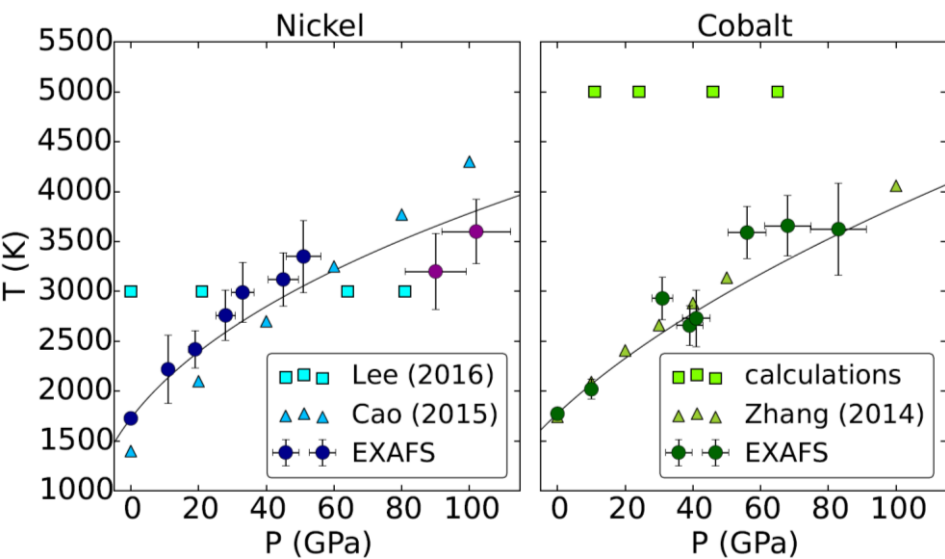 Nickel
Cobalt
T (K)
5500
5000
4500
4000
3500
3000
2500
2000
1500
1000
Lee (2016)
Cao (2015)
EXAFS
calculations
Zhang (2014)
EXAFS
0 20 40 60 80 100
0 20 40 60 80 100
P (GPa)
P (GPa)